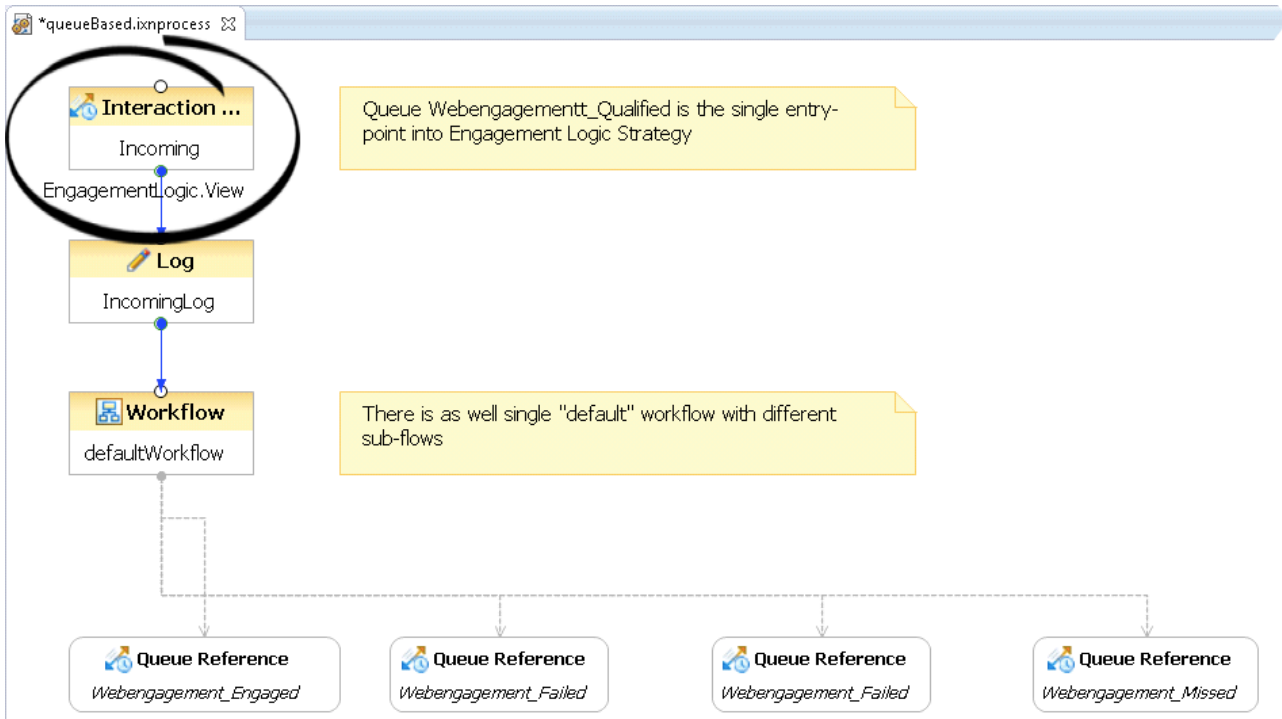 *queueBased.ixnprocess
Interaction ...
Incoming
EngagementLogic.View
Queue Webengagementt_Qualified is the single entry-
point into Engagement Logic Strategy
Log
IncomingLog
Workflow
defaultWorkflow
There is as well single "default" workflow with different
sub-flows
Queue Reference
Webengagement_Engaged
Queue Reference
Webengagement_Failed
Queue Reference
Webengagement_Failed
Queue Reference
Webengagement_Missed